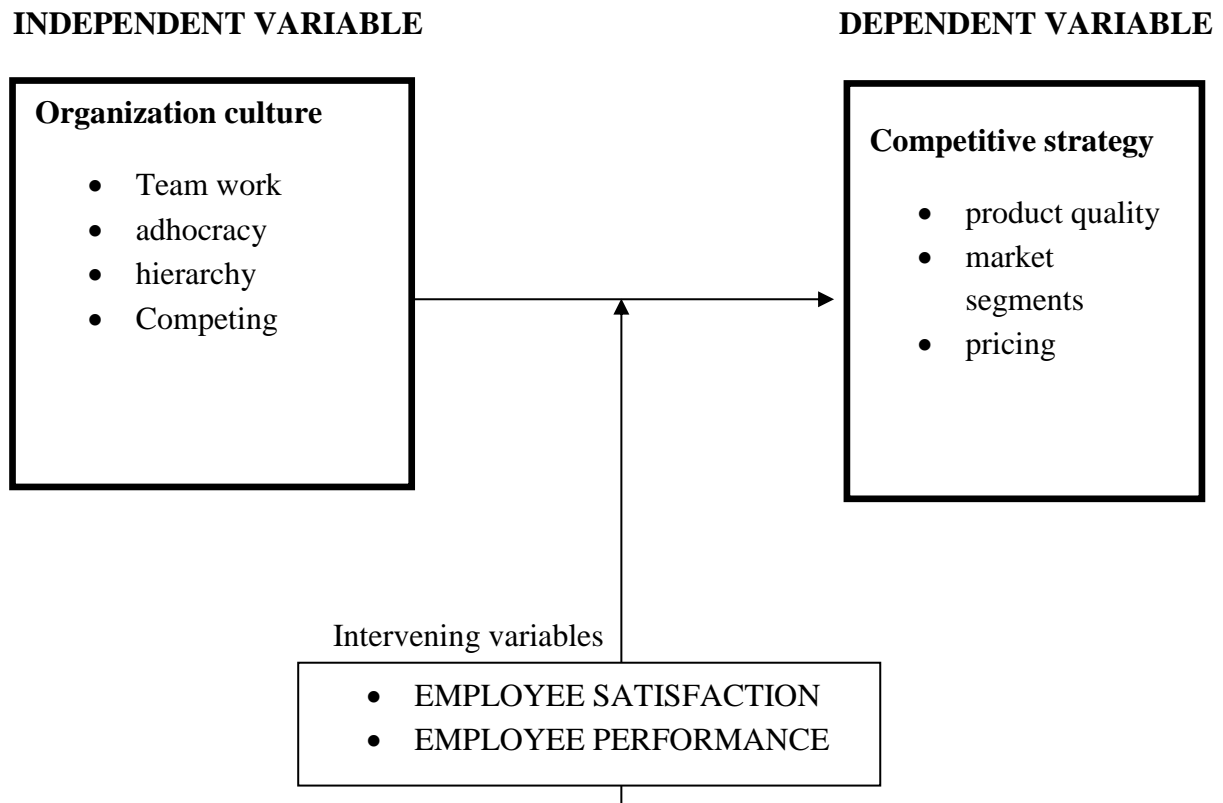 INDEPENDENT VARIABLE
DEPENDENT VARIABLE
Organization culture
• Team work
• adhocracy
• hierarchy
• Competing
Competitive strategy
• product quality
• market
segments
• pricing
Intervening variables
• EMPLOYEE SATISFACTION
• EMPLOYEE PERFORMANCE